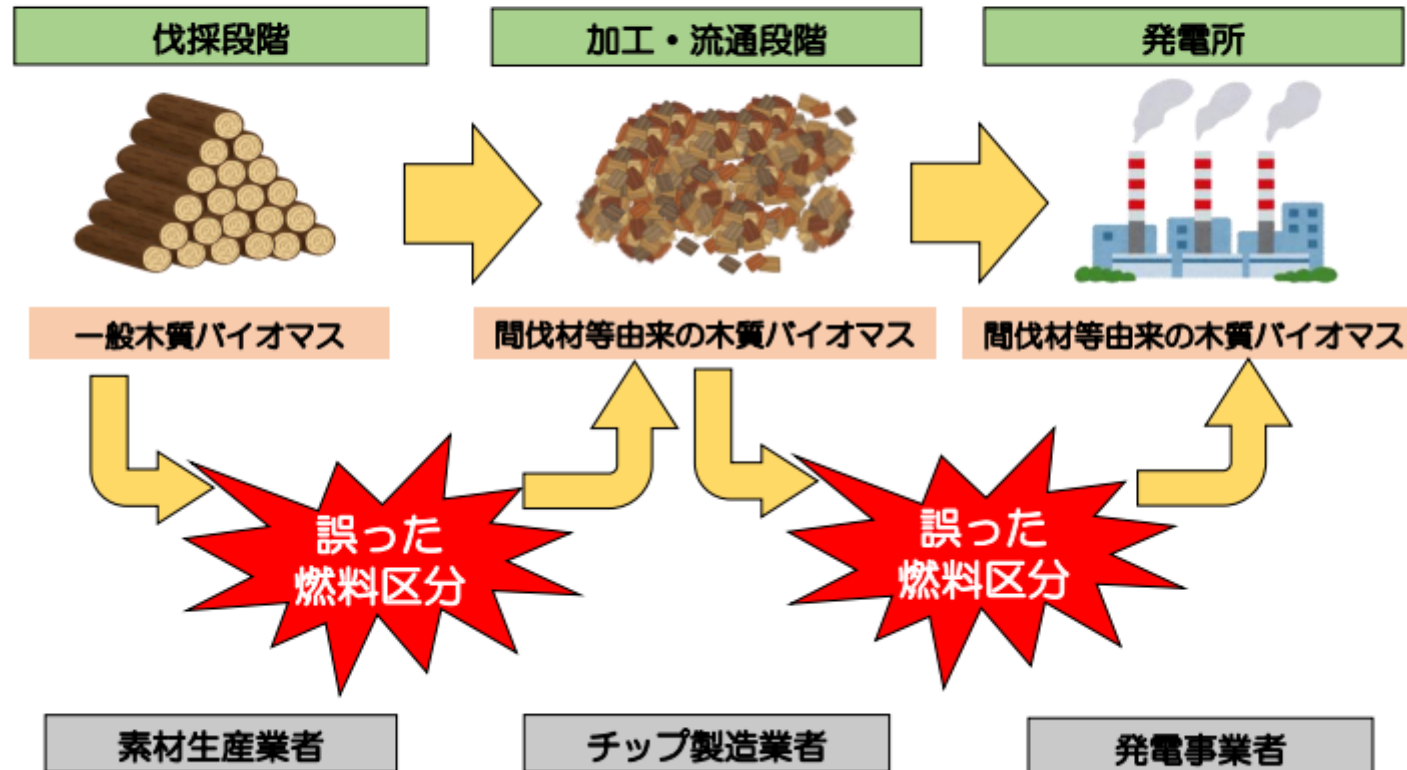 伐採段階
加工・流通段階
発電所
一般木質バイオマス
間伐材等由来の木質バイオマス
間伐材等由来の木質バイオマス
誤った
燃料区分
誤った
燃料区分
素材生産業者
チップ製造業者
発電事業者